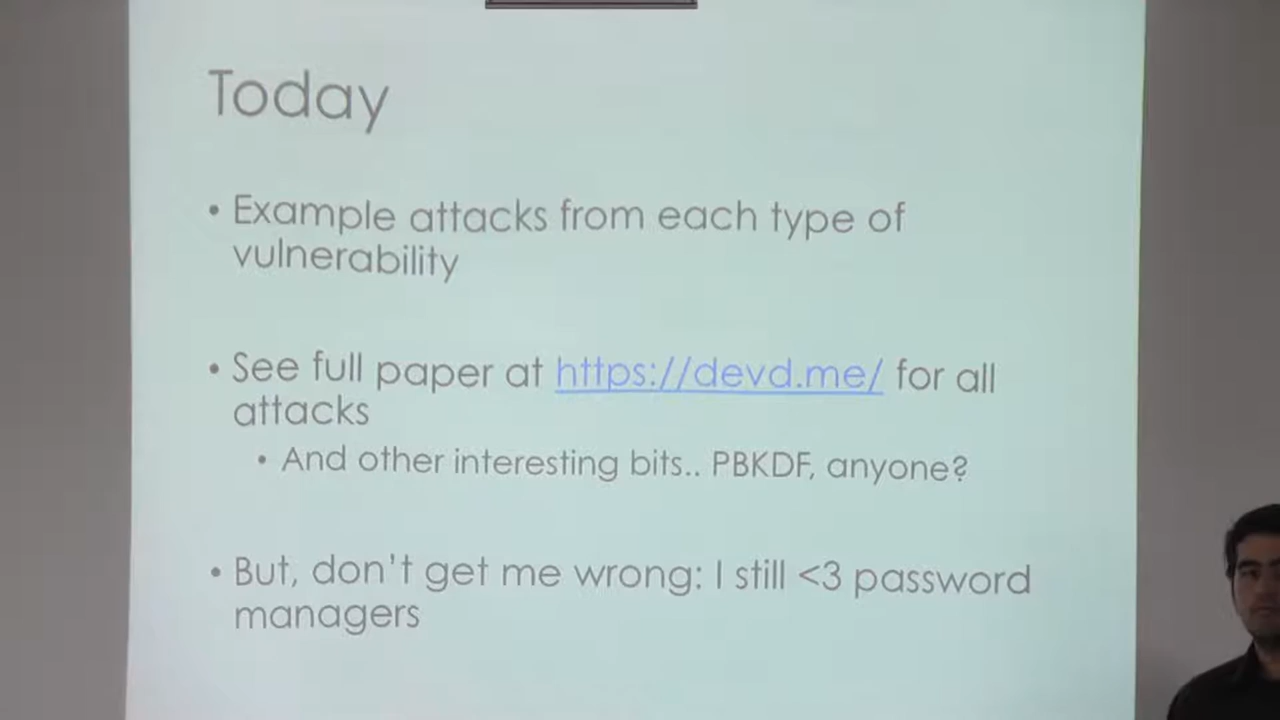 Today
• Example attacks from each type of
vulnerability
• See full paper at https://devd.me/ for all
attacks
• And other interesting bits.. PBKDF, anyone?
• But, don't get me wrong: I still <3 password
managers